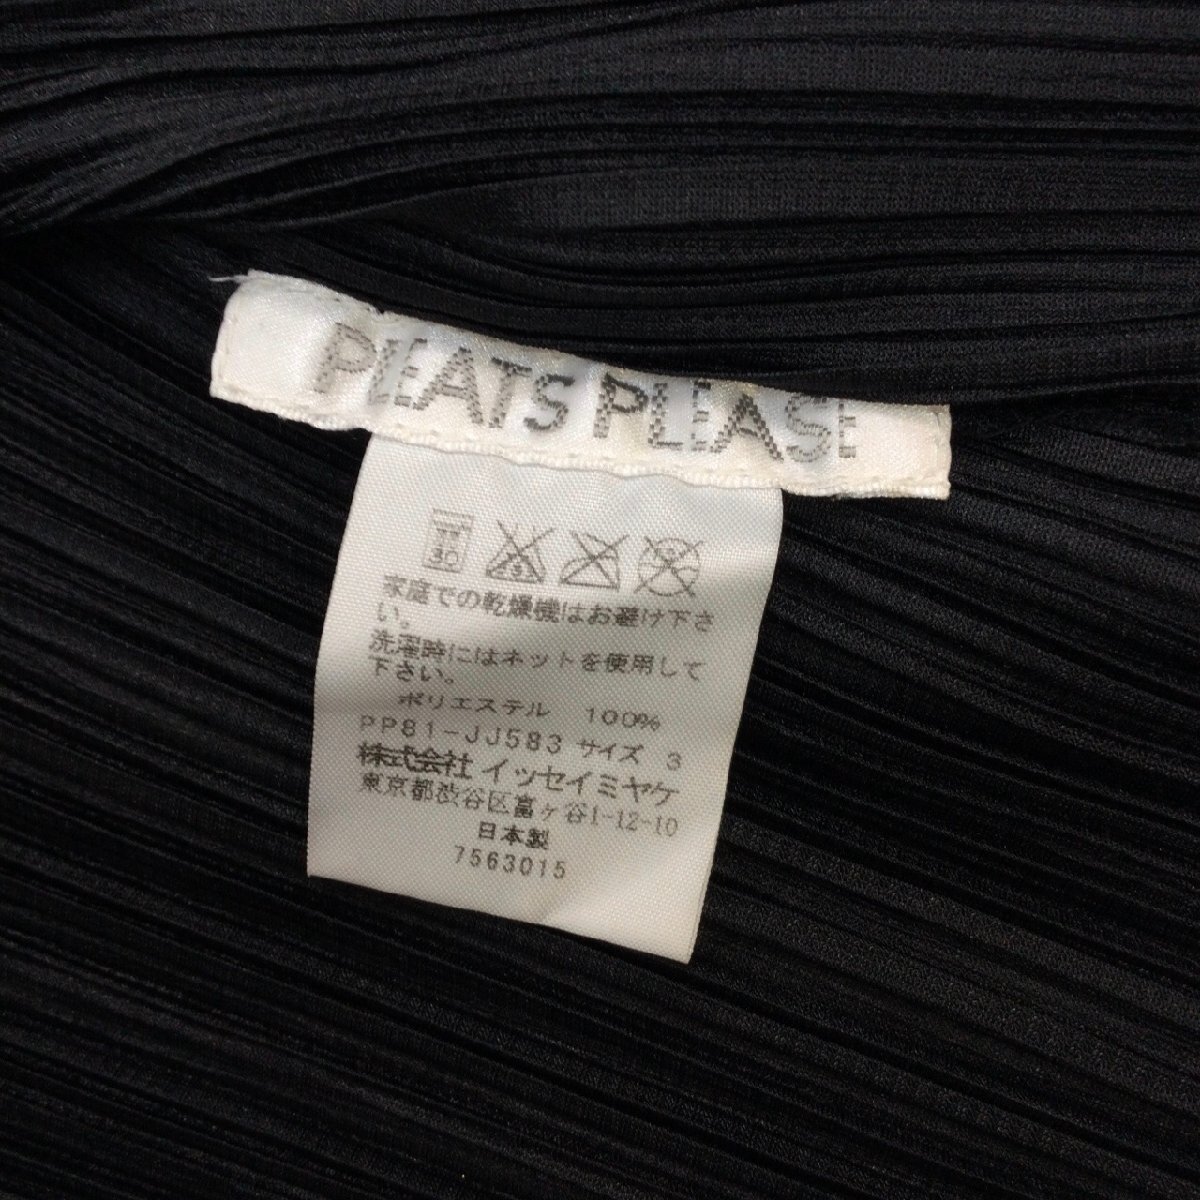 PLEATS PLEASE
30
家庭での乾燥機はお避け下さ
い。
洗濯時にはネットを使用して
下さい。
ポリエステル 100%
PP81-JJ583 サイズ 3
株式会社 イッセイミヤケ
東京都渋谷区富ヶ谷1-12-10
日本製
7563015